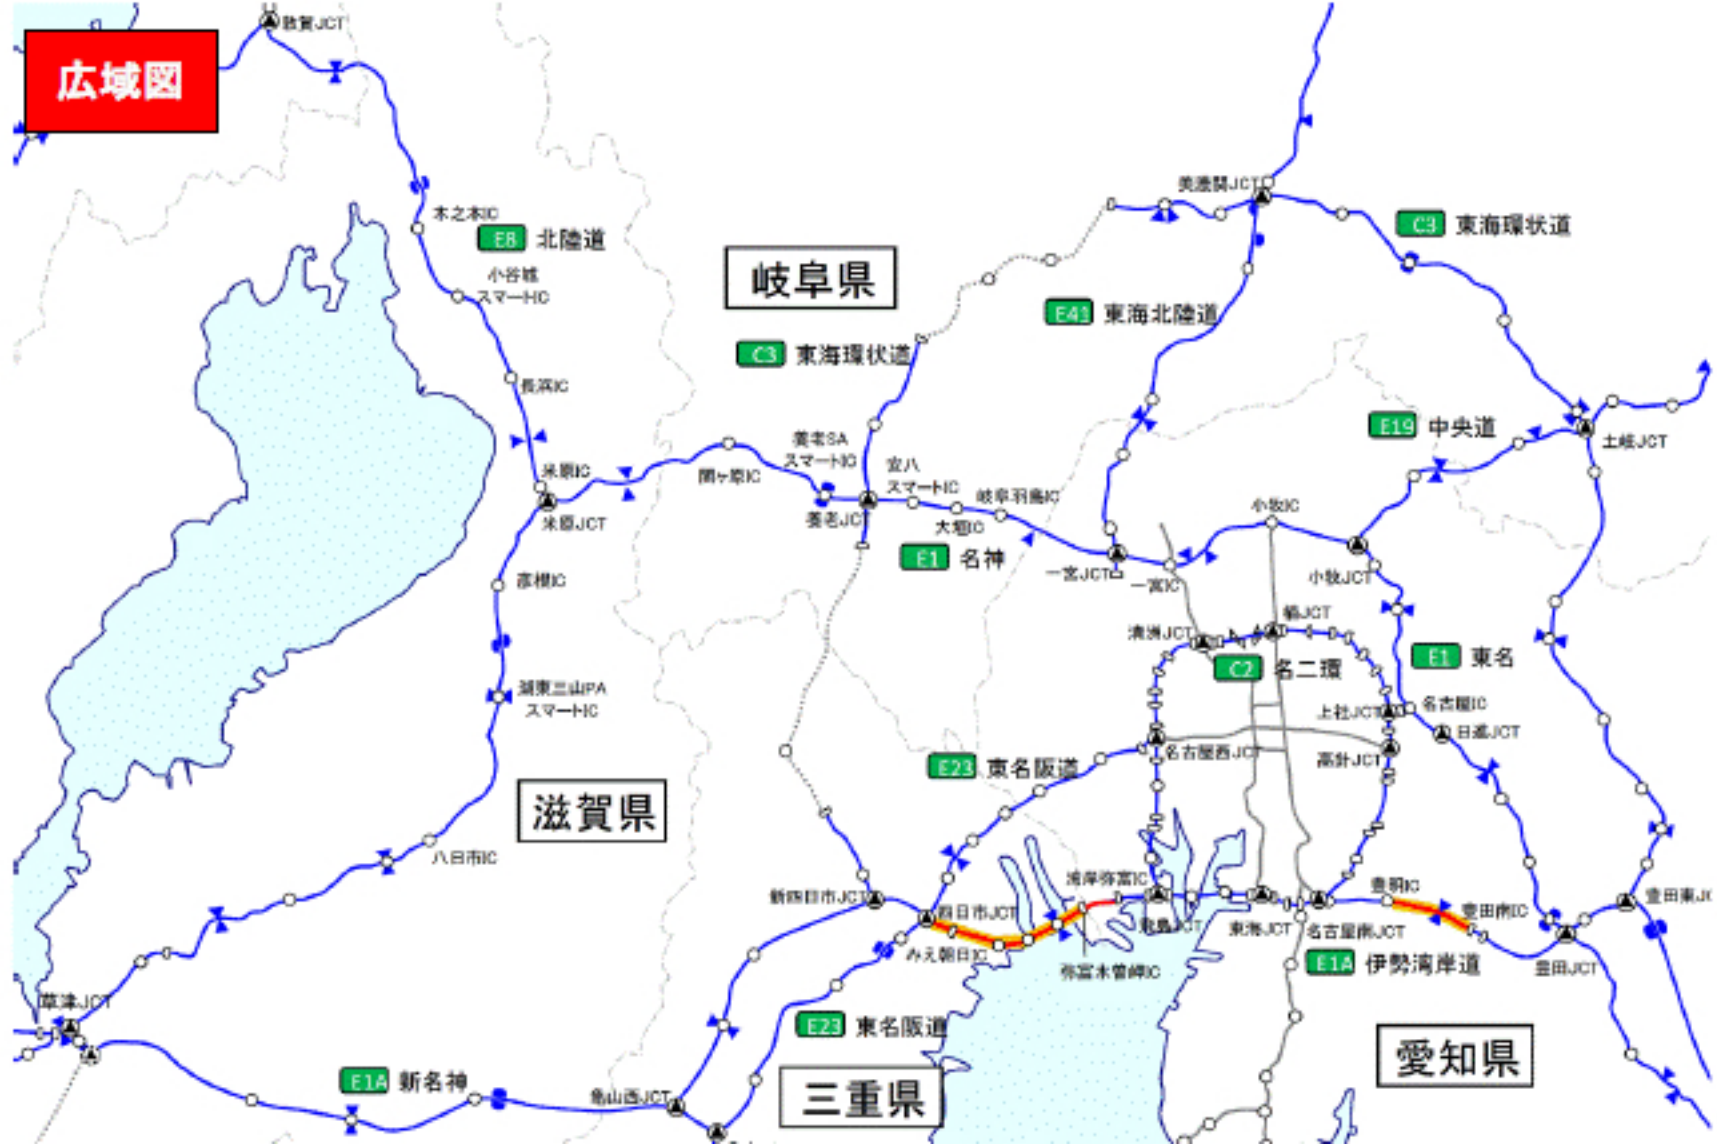 敦賀JCT
広域図
美濃関JCT
木之本IC
E8 北陸道
C3 東海環状道
小谷城
スマートIC
岐阜県
E41 東海北陸道
C3 東海環状道
長浜IC
E19 中央道
土岐JCT
養老SA
スマートIC
米原IC
関ヶ原IC
安八
スマートIC
岐阜羽島IC
養老JCT
大垣IC
小牧IC
米原JCT
E1 名神
一宮JCT
一宮IC
小牧JCT
彦根IC
清洲JCT
楠JCT
C2 名二環
E1 東名
湖東三山PA
スマートIC
上社JCT
名古屋IC
日進JCT
名古屋西JCT
高針JCT
E23 東名阪道
滋賀県
八日市IC
湾岸弥富IC
豊明IC
新四日市JCT
四日市JCT
飛島JCT
東海JCT
名古屋南JCT
豊田南IC
豊田東JC
みえ朝日IC
弥富木曽岬IC
E1A 伊勢湾岸道
豊田JCT
草津JCT
E23 東名阪道
愛知県
E1A 新名神
亀山西JCT
三重県